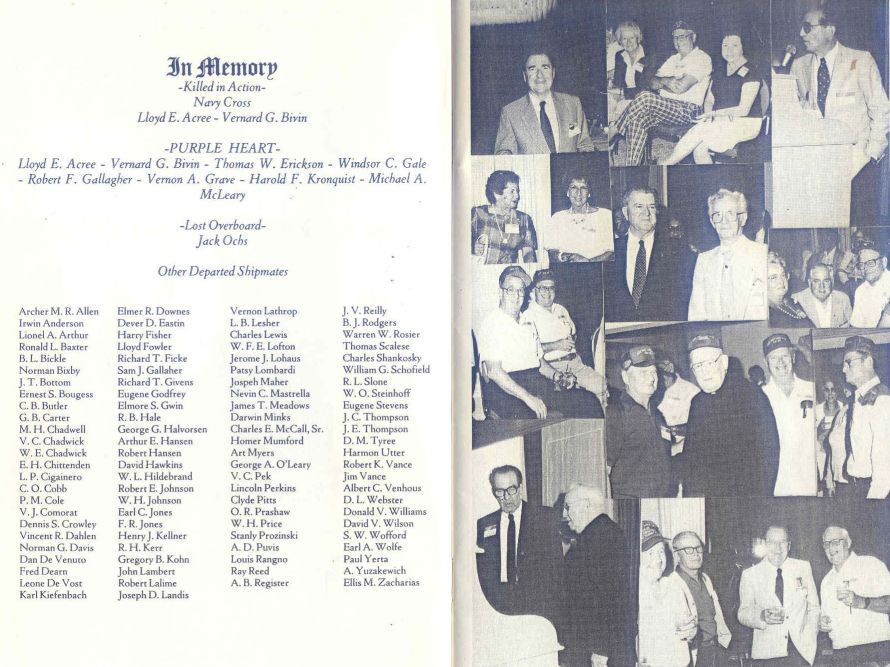 In Memory
-Killed in Action-
Navy Cross
Lloyd E. Acree - Vernard G. Bivin
-PURPLE HEART-
Lloyd E. Acree - Vernard G. Bivin - Thomas W. Erickson - Windsor C. Gale
- Robert F. Gallagher - Vernon A. Grave - Harold F. Kronquist - Michael A.
McLeary
-Lost Overboard-
Jack Ochs
Other Departed Shipmates
Archer M. R. Allen
Irwin Anderson
Lionel A. Arthur
Ronald L. Baxter
B. L. Bickle
Norman Bixby
J. T. Bottom
Ernest S. Bougess
C. B. Butler
G. B. Carter
M. H. Chadwell
V. C. Chadwick
W. E. Chadwick
E. H. Chittenden
L. P. Cigainero
C. O. Cobb
P. M. Cole
V. J. Comorat
Dennis S. Crowley
Vincent R. Dahlen
Norman G. Davis
Dan De Venuto
Fred Dearn
Leone De Vost
Karl Kiefenbach
Elmer R. Downes
Dever D. Eastin
Harry Fisher
Lloyd Fowler
Richard T. Ficke
Sam J. Gallaher
Richard T. Givens
Eugene Godfrey
Elmore S. Gwin
R. B. Hale
George G. Halvorsen
Arthur E. Hansen
Robert Hansen
David Hawkins
W. L. Hildebrand
Robert E. Johnson
W. H. Johnson
Earl C. Jones
F. R. Jones
Henry J. Kellner
R. H. Kerr
Gregory B. Kohn
John Lambert
Robert Lalime
Joseph D. Landis
Vernon Lathrop
L. B. Lesher
Charles Lewis
W. F. E. Lofton
Jerome J. Lohaus
Patsy Lombardi
Jospeh Maher
Nevin C. Mastrella
James T. Meadows
Darwin Minks
Charles E. McCall, Sr.
Homer Mumford
Art Myers
George A. O'Leary
V. C. Pek
Lincoln Perkins
Clyde Pitts
O. R. Prashaw
W. H. Price
Stanly Prozinski
A. D. Puvis
Louis Rangno
Ray Reed
A. B. Register
J. V. Reilly
B. J. Rodgers
Warren W. Rosier
Thomas Scalese
Charles Shankosky
William G. Schofield
R. L. Slone
W. O. Steinhoff
Eugene Stevens
J. C. Thompson
J. E. Thompson
D. M. Tyree
Harmon Utter
Robert K. Vance
Jim Vance
Albert C. Venhous
D. L. Webster
Donald V. Williams
David V. Wilson
S. W. Wofford
Earl A. Wolfe
Paul Yerta
A. Yuzakewich
Ellis M. Zacharias